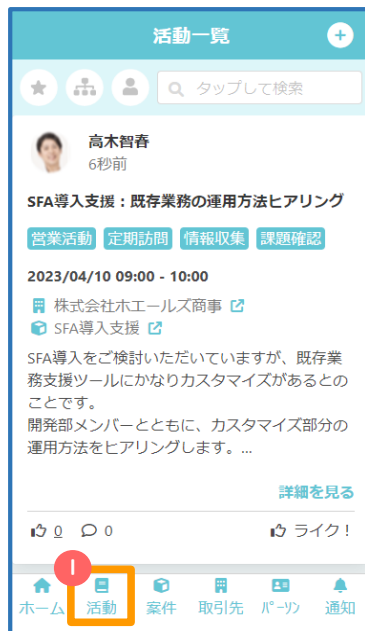 活動一覧
タップして検索
高木智春
6秒前
SFA導入支援：既存業務の運用方法ヒアリング
営業活動 定期訪問 情報収集 課題確認
2023/04/10 09:00 - 10:00
株式会社ホエールズ商事
SFA導入支援
SFA導入をご検討いただいていますが、既存業
務支援ツールにかなりカスタマイズがあるとの
ことです。
開発部メンバーとともに、カスタマイズ部分の
運用方法をヒアリングします。...
詳細を見る
0 0 ライク！
1
ホーム 活動 案件 取引先 ﾊﾟｰｿﾝ 通知